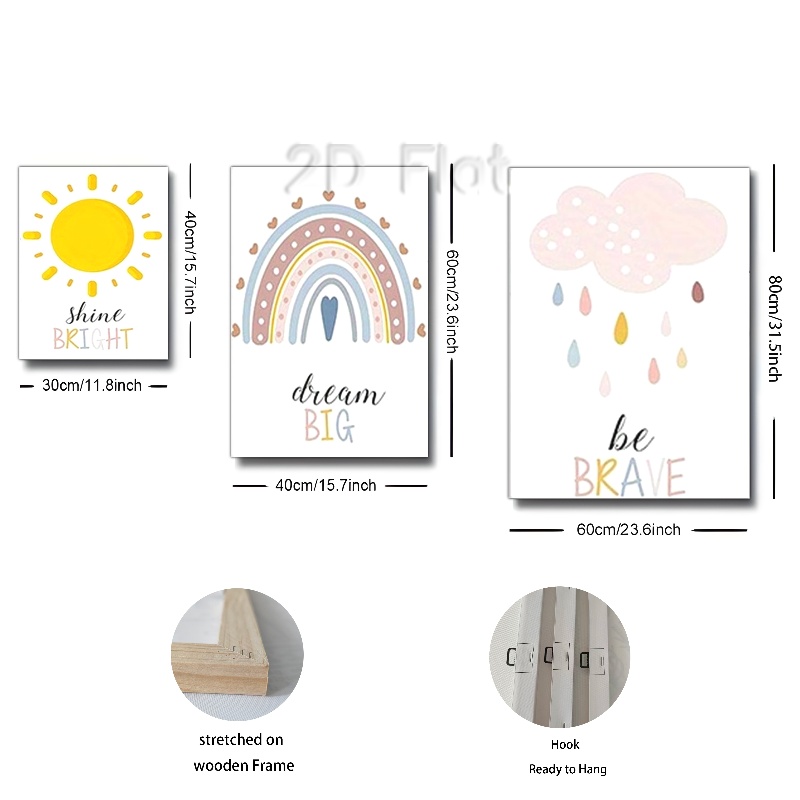 2D Flat
shine
BRIGHT
40cm/15.7inch
30cm/11.8inch
dream
BIG
60cm/23.6inch
40cm/15.7inch
be
BRAVE
80cm/31.5inch
60cm/23.6inch
stretched on
wooden Frame
Hook
Ready to Hang